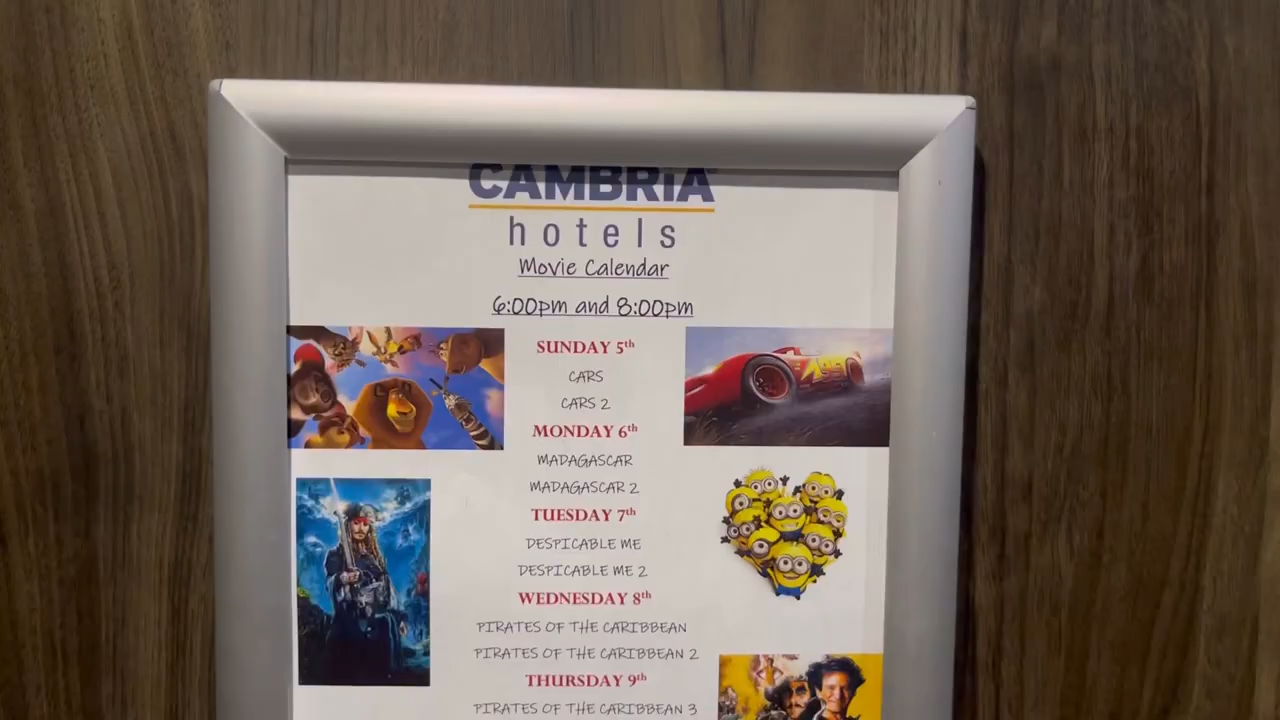 CAMBRiA
hotels
Movie Calendar
6:00pm and 8:00pm
SUNDAY 5th
CARS
CARS 2
MONDAY 6th
MADAGASCAR
MADAGASCAR 2
TUESDAY 7th
DESPICABLE ME
DESPICABLE ME 2
WEDNESDAY 8th
PIRATES OF THE CARIBBEAN
PIRATES OF THE CARIBBEAN 2
THURSDAY 9th
PIRATES OF THE CARIBBEAN 3
95